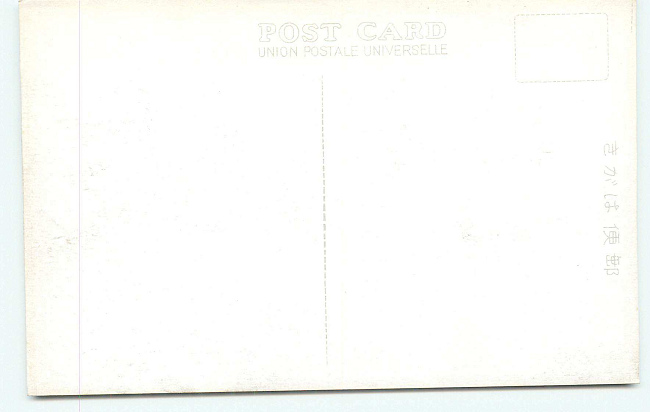 POST CARD
UNION POSTALE UNIVERSELLE
きがは便郵